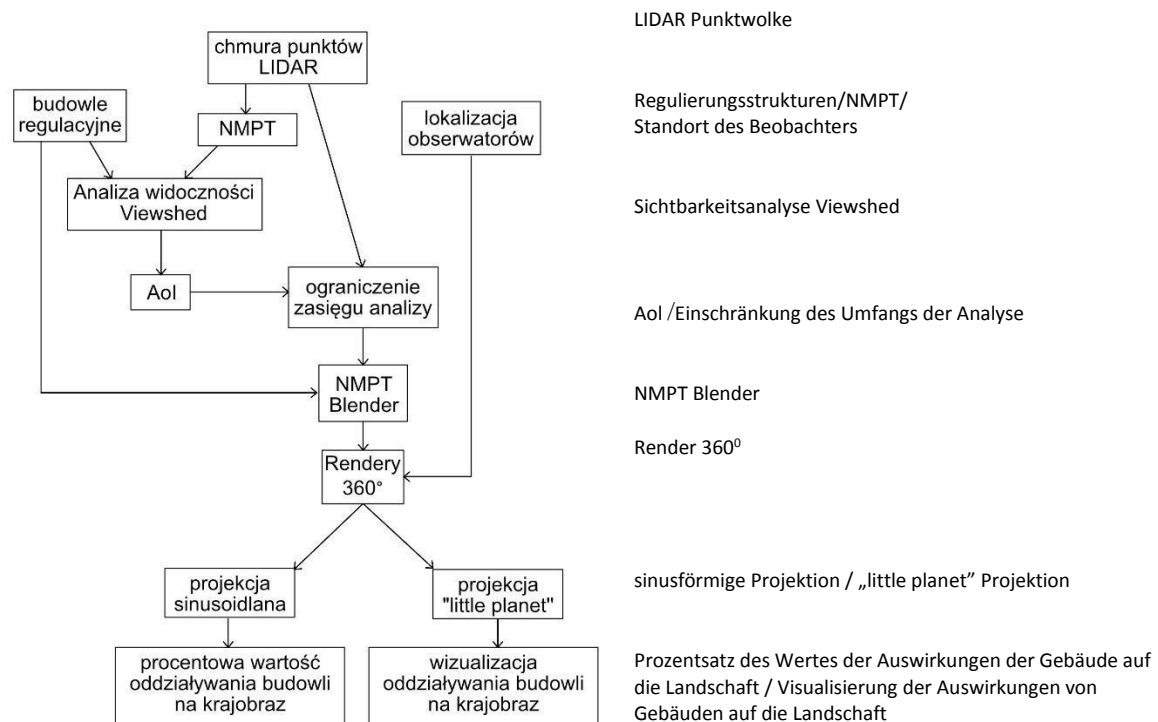 chmura punktów
LIDAR
budowle
regulacyjne
NMPT
lokalizacja
obserwatorów
Analiza widoczności
Viewshed
AoI
ograniczenie
zasięgu analizy
NMPT
Blender
Rendery
360°
projekcja
sinusoidlana
projekcja
"little planet"
procentowa wartość
oddziaływania budowli
na krajobraz
wizualizacja
oddziaływania budowli
na krajobraz
LIDAR Punktwolke
Regulierungsstrukturen/NMPT/
Standort des Beobachters
Sichtbarkeitsanalyse Viewshed
Aol /Einschränkung des Umfangs der Analyse
NMPT Blender
Render 360⁰
sinusförmige Projektion / „little planet” Projektion
Prozentsatz des Wertes der Auswirkungen der Gebäude auf
die Landschaft / Visualisierung der Auswirkungen von
Gebäuden auf die Landschaft